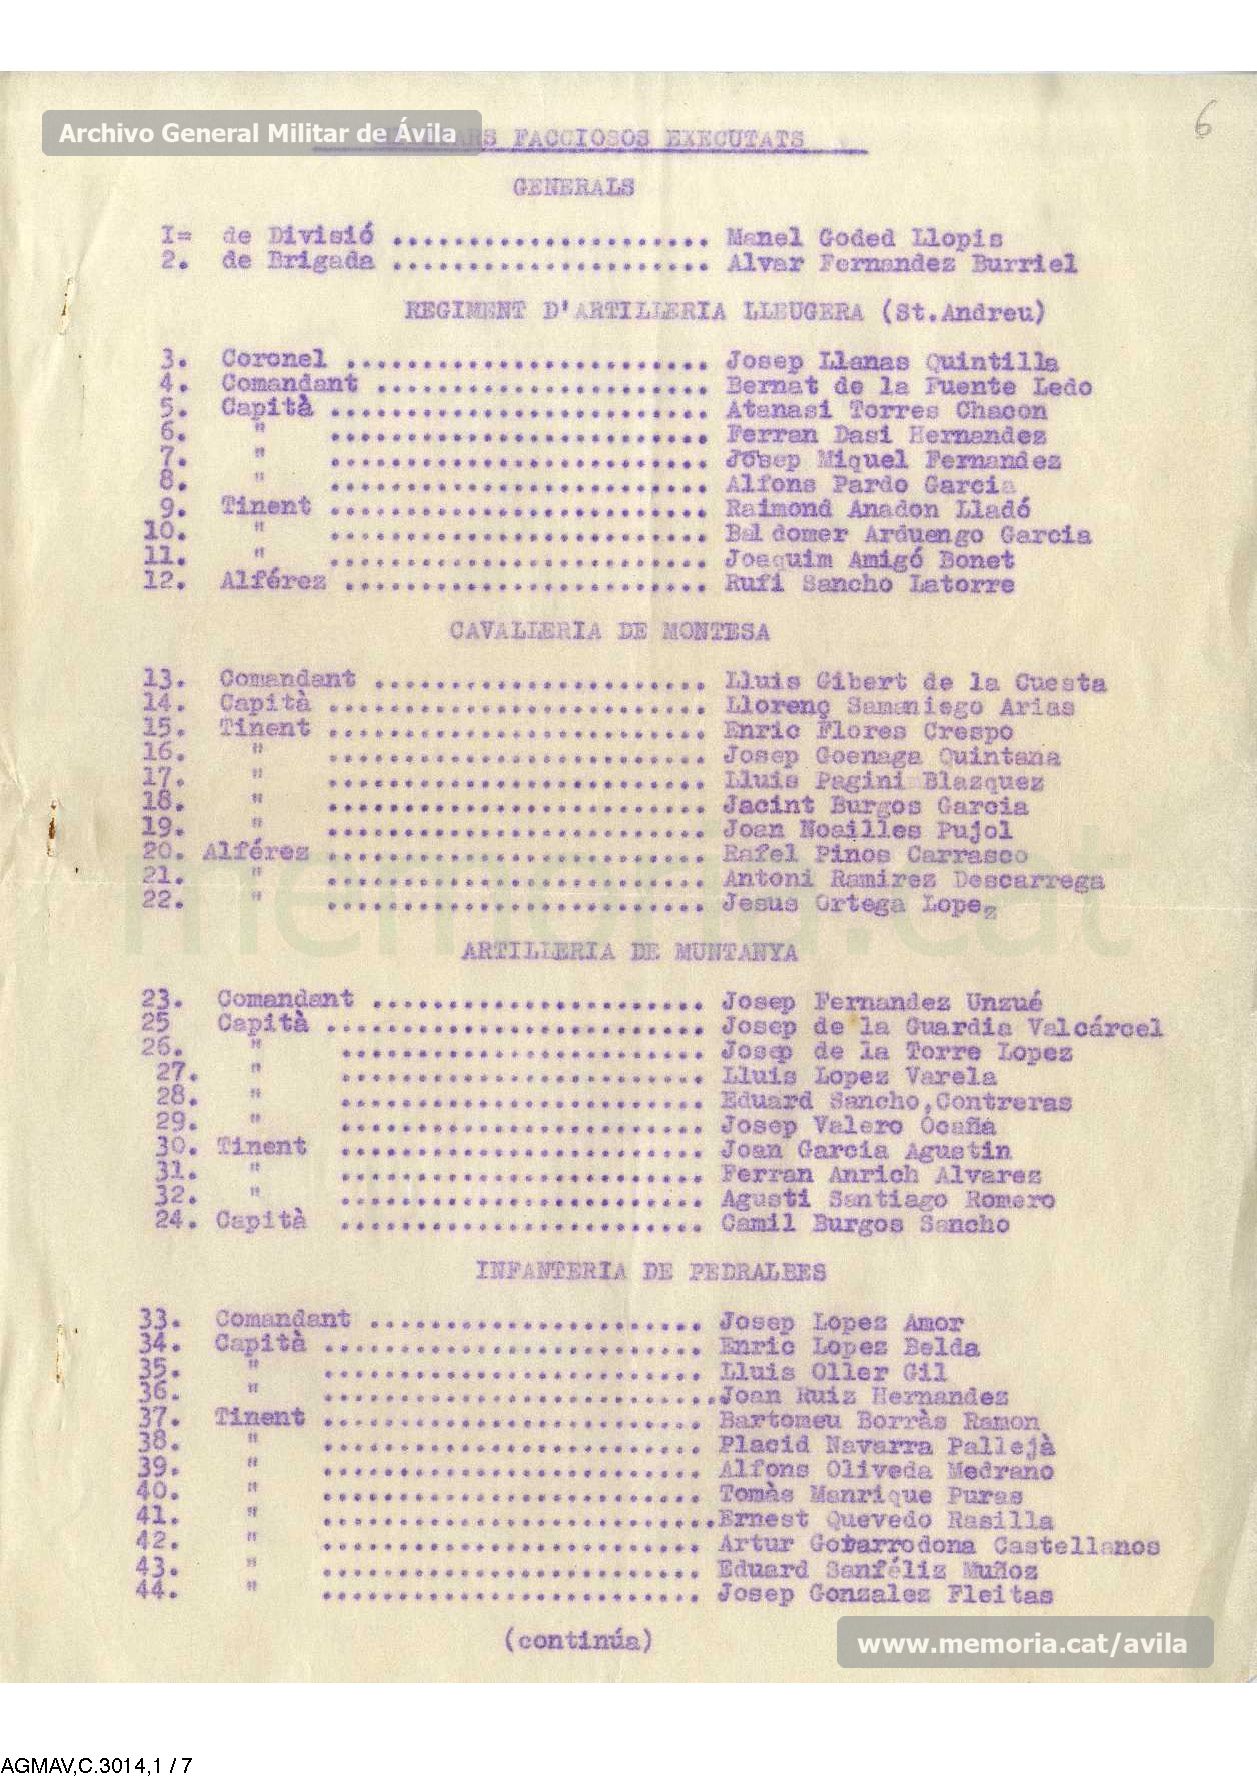 Archivo General Militar de Ávila
6
FACCIOSOS EXECUTATS
GENERALS
I= de Divisió ..................... Manel Goded Llopis
2. de Brigada ..................... Alvar Fernandez Burriel
REGIMENT D'ARTILLERIA LLEUGERA (St.Andreu)
3. Coronel ........................ Josep Llanas Quintilla
4. Comandant ...................... Bernat de la Fuente Ledo
5. Capità ......................... Atanasi Torres Chacon
6. " ......................... Ferran Dasi Hernandez
7. " ......................... Josep Miquel Fernandez
8. " ......................... Alfons Pardo Garcia
9. Tinent ......................... Raimond Anadon Lladó
10. " ......................... Bal domer Arduengo Garcia
11. " ......................... Joaquim Amigó Bonet
12. Alférez ........................ Rufi Sancho Latorre
CAVALLERIA DE MONTESA
13. Comandant ...................... Lluis Gibert de la Cuesta
14. Capità ......................... Llorenç Samaniego Arias
15. Tinent ......................... Enric Flores Crespo
16. " ......................... Josep Goenaga Quintana
17. " ......................... Lluis Pagini Blazquez
18. " ......................... Jacint Burgos Garcia
19. " ......................... Joan Noailles Pujol
20. Alférez ......................... Rafel Pinos Carrasco
21. " ......................... Antoni Ramirez Descarrega
22. " ......................... Jesus Ortega Lopez
ARTILLERIA DE MUNTANYA
23. Comandant ...................... Josep Fernandez Unzué
25 Capità ......................... Josep de la Guardia Valcárcel
26. " ........................ Josep de la Torre Lopez
27. " ........................ Lluis Lopez Varela
28. " ........................ Eduard Sancho,Contreras
29. " ........................ Josep Valero Ocaña
30. Tinent ........................ Joan Garcia Agustin
31. " ........................ Ferran Anrich Alvarez
32. " ........................ Agusti Santiago Romero
24. Capità ........................ Camil Burgos Sancho
INFANTERIA DE PEDRALBES
33. Comandant ...................... Josep Lopez Amor
34. Capità ......................... Enric Lopez Belda
35. " ......................... Lluis Oller Gil
36. " ..........................Joan Ruiz Hernandez
37. Tinent ......................... Bartomeu Borràs Ramon
38. " ......................... Placid Navarra Pallejà
39. " ......................... Alfons Oliveda Medrano
40. " ......................... Tomàs Manrique Puras
41. " ..........................Ernest Quevedo Rasilla
42. " ......................... Artur Gotarrodona Castellanos
43. " ......................... Eduard Sanféliz Muñoz
44. " ......................... Josep Gonzalez Fleitas
(continúa)
www.memoria.cat/avila
memoria.cat
AGMAV,C.3014,1 / 7